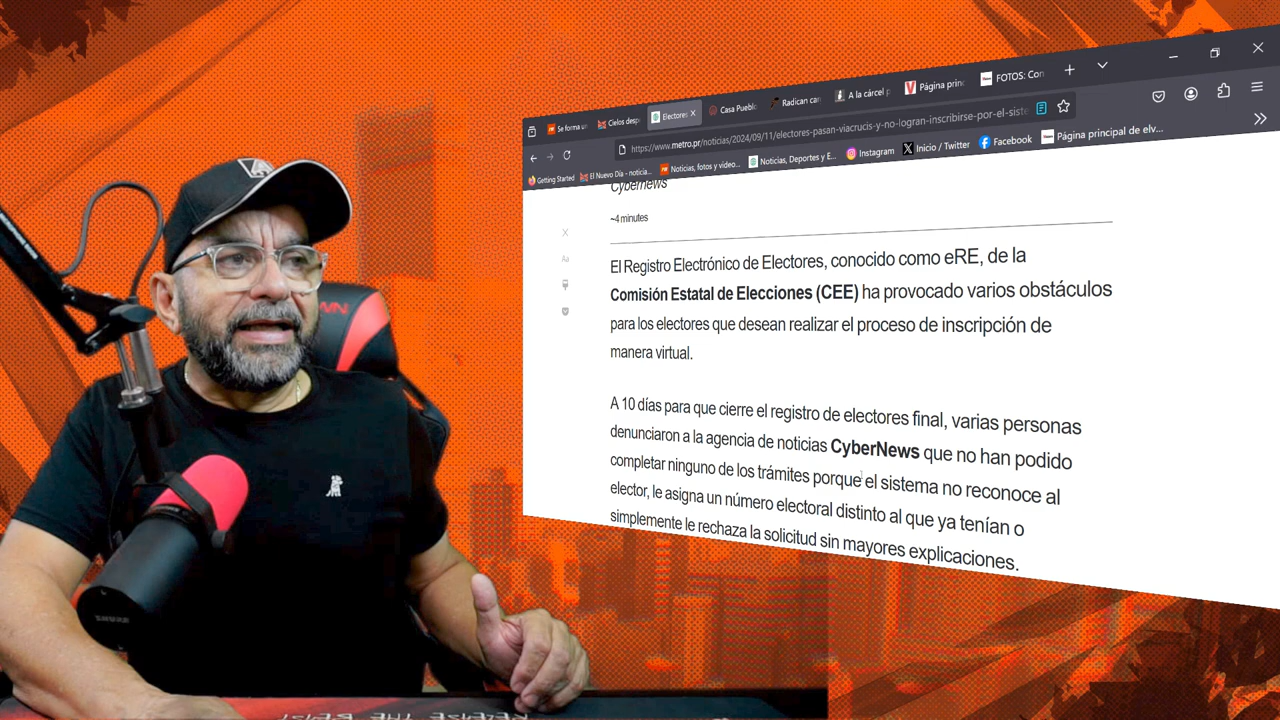 Se forma un
Cielos desp
Electores
Casa Pueblo
Radican car
A la cárcel p
Página prin
FOTOS: Con
https://www.metro.pr/noticias/2024/09/11/electores-pasan-viacrucis-y-no-logran-inscribirse-por-el-siste
Getting Started
El Nuevo Día - noticia...
Noticias, fotos y video...
Noticias, Deportes y E...
Instagram
Inicio / Twitter
Facebook
Página principal de elv...
Cybernews
~4 minutes
Aa
El Registro Electrónico de Electores, conocido como eRE, de la
Comisión Estatal de Elecciones (CEE) ha provocado varios obstáculos
para los electores que desean realizar el proceso de inscripción de
manera virtual.
A 10 días para que cierre el registro de electores final, varias personas
denunciaron a la agencia de noticias CyberNews que no han podido
completar ninguno de los trámites porque el sistema no reconoce al
elector, le asigna un número electoral distinto al que ya tenían o
simplemente le rechaza la solicitud sin mayores explicaciones.